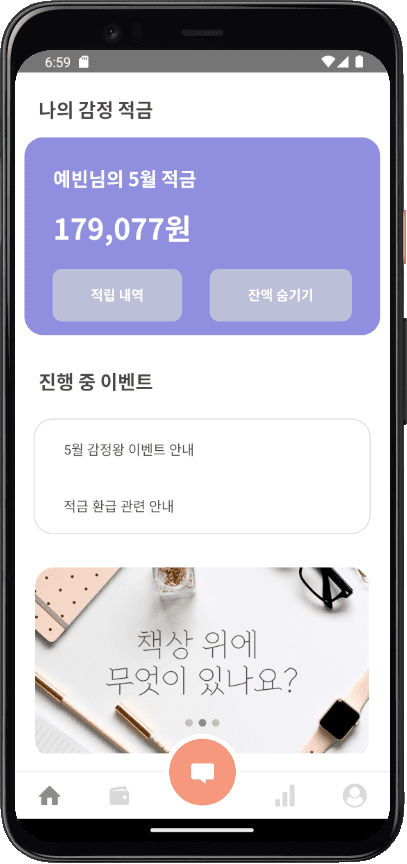 6:59
나의 감정 적금
예빈님의 5월 적금
179,077원
적립 내역
잔액 숨기기
진행 중 이벤트
5월 감정왕 이벤트 안내
적금 환급 관련 안내
책상 위에
무엇이 있나요?